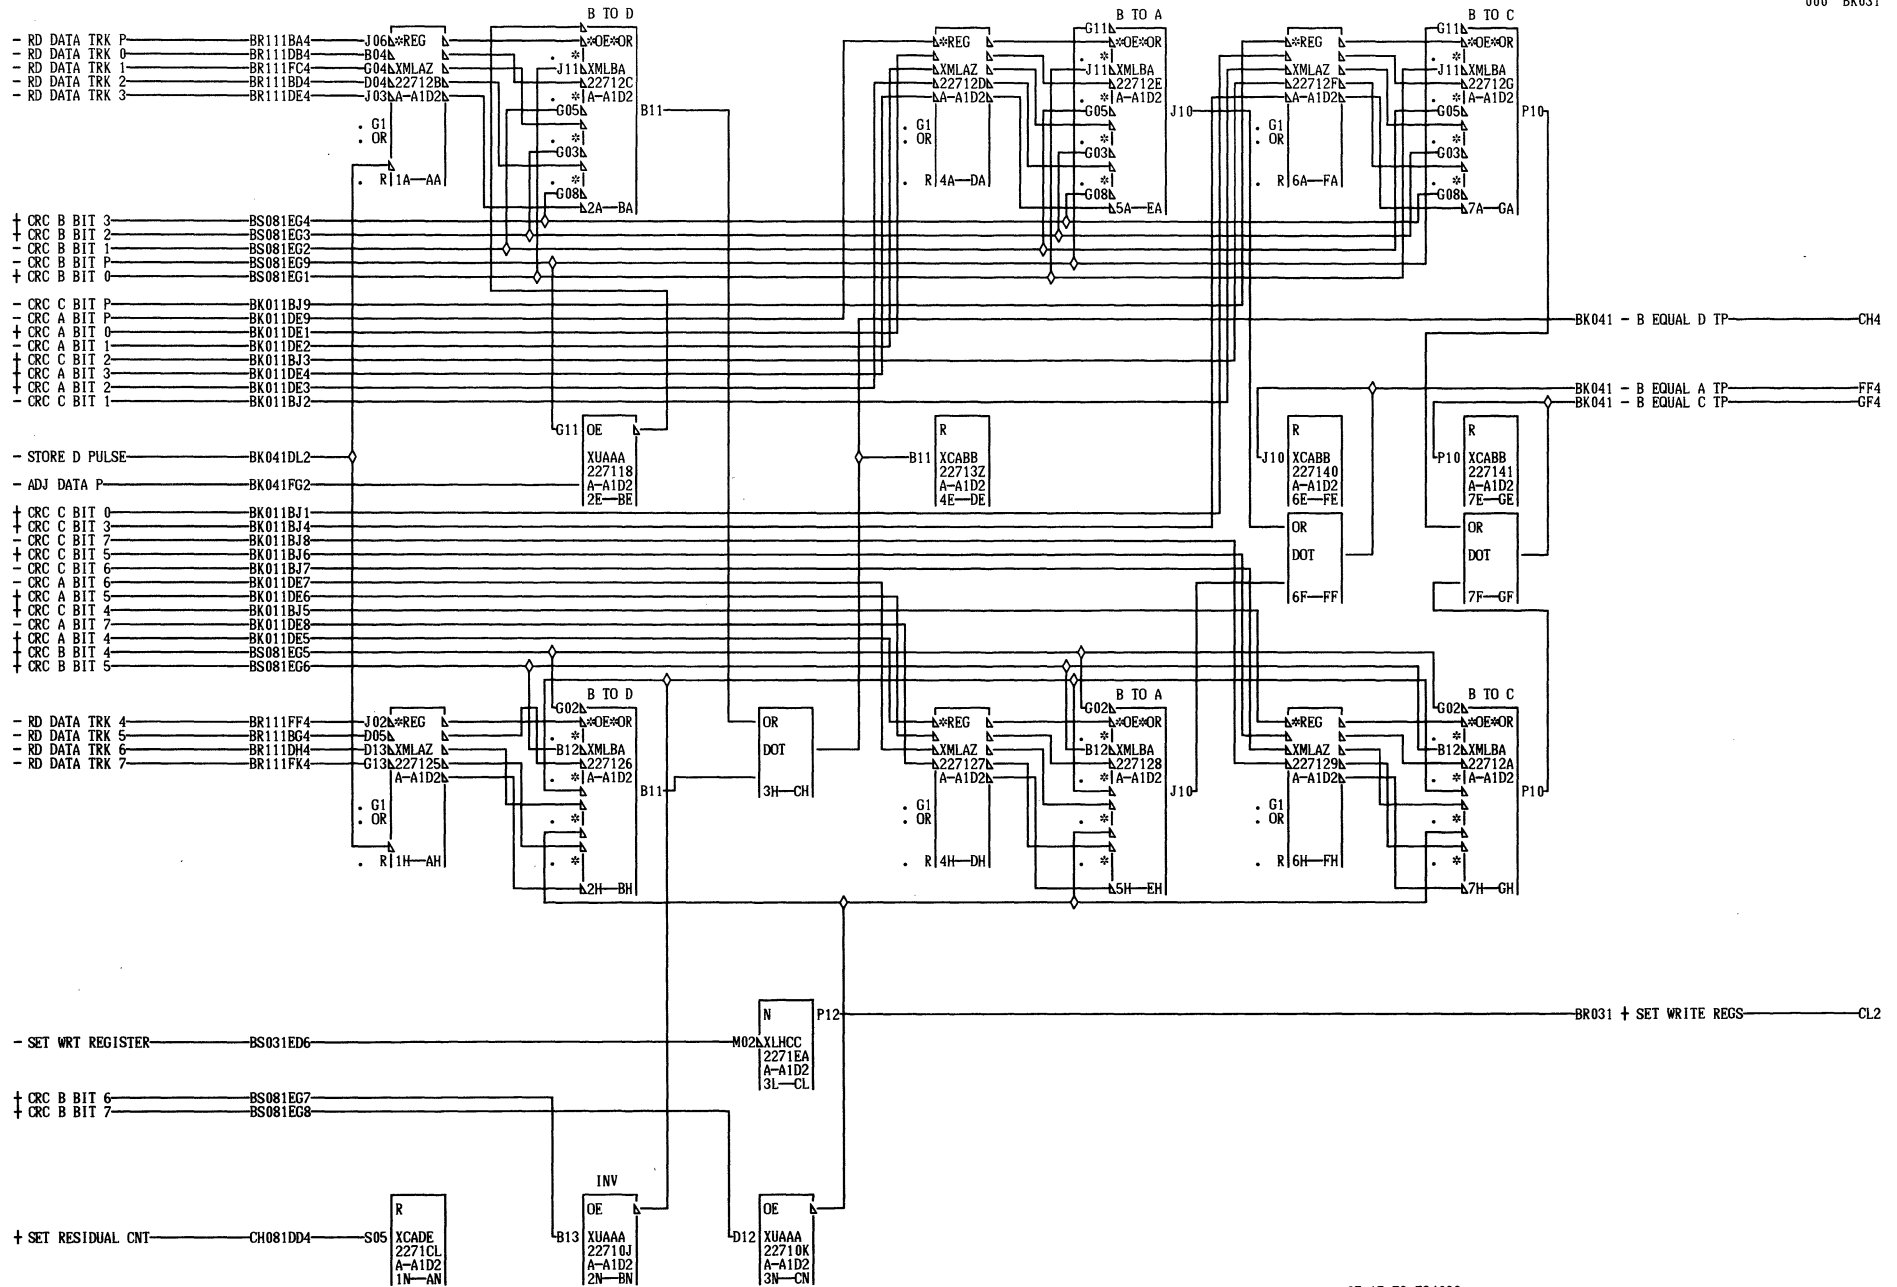 000 BK031
B TO D
B TO A
B TO C
- RD DATA TRK P BR111BA4 J06 *REG *OE*OR
- RD DATA TRK 0 BR111DB4 B04
- RD DATA TRK 1 BR111FC4 G04 XMLAZ J11 XMLBA
- RD DATA TRK 2 BR111BD4 D04 22712B 22712C
- RD DATA TRK 3 BR111DE4 J03 A-A1D2 A-A1D2
G05 B11
. G1
. OR
. *
G03
. *
. R 1A—AA
G08
2A—BA
G11
*REG *OE*OR
. *
XMLAZ J11 XMLBA
22712D 22712E
A-A1D2 . * A-A1D2
G05 J10
. G1
. OR
. *
G03
. *
. R 4A—DA
G08
5A—EA
G11
*REG *OE*OR
. *
XMLAZ J11 XMLBA
22712F 22712G
A-A1D2 . * A-A1D2
G05 P10
. G1
. OR
. *
G03
. *
. R 6A—FA
G08
7A—GA
+ CRC B BIT 3 BS081EG4
+ CRC B BIT 2 BS081EG3
- CRC B BIT 1 BS081EG2
- CRC B BIT P BS081EG9
+ CRC B BIT 0 BS081EG1
- CRC C BIT P BK011BJ9
- CRC A BIT P BK011DE9
+ CRC A BIT 0 BK011DE1
- CRC A BIT 1 BK011DE2
+ CRC C BIT 2 BK011BJ3
+ CRC A BIT 3 BK011DE4
+ CRC A BIT 2 BK011DE3
- CRC C BIT 1 BK011BJ2
BK041 - B EQUAL D TP CH4
BK041 - B EQUAL A TP FF4
BK041 - B EQUAL C TP GF4
- STORE D PULSE BK041DL2
- ADJ DATA P BK041FG2
G11 OE
XUAAA
227118
A-A1D2
2E—BE
R
B11 XCABB
22713Z
A-A1D2
4E—DE
R
J10 XCABB
227140
A-A1D2
6E—FE
R
P10 XCABB
227141
A-A1D2
7E—GE
OR
DOT
6F—FF
OR
DOT
7F—GF
+ CRC C BIT 0 BK011BJ1
+ CRC C BIT 3 BK011BJ4
- CRC C BIT 7 BK011BJ8
+ CRC C BIT 5 BK011BJ6
- CRC C BIT 6 BK011BJ7
- CRC A BIT 6 BK011DE7
+ CRC A BIT 5 BK011DE6
+ CRC C BIT 4 BK011BJ5
- CRC A BIT 7 BK011DE8
+ CRC A BIT 4 BK011DE5
+ CRC B BIT 4 BS081EG5
+ CRC B BIT 5 BS081EG6
B TO D
B TO A
B TO C
G02
- RD DATA TRK 4 BR111FF4 J02 *REG *OE*OR
- RD DATA TRK 5 BR111BG4 D05 . *
- RD DATA TRK 6 BR111DH4 D13 XMLAZ B12 XMLBA
- RD DATA TRK 7 BR111FK4 G13 227125 227126
A-A1D2 . * A-A1D2
B11
. G1
. OR
. *
. *
. R 1H—AH
2H—BH
OR
DOT
3H—CH
G02
*REG *OE*OR
. *
XMLAZ B12 XMLBA
227127 227128
A-A1D2 . * A-A1D2
J10
. G1
. OR
. *
. *
. R 4H—DH
5H—EH
G02
*REG *OE*OR
. *
XMLAZ B12 XMLBA
227129 22712A
A-A1D2 . * A-A1D2
P10
. G1
. OR
. *
. *
. R 6H—FH
7H—GH
N P12
BR031 + SET WRITE REGS CL2
- SET WRT REGISTER BS031ED6 M02 XLHCC
2271EA
A-A1D2
3L—CL
+ CRC B BIT 6 BS081EG7
+ CRC B BIT 7 BS081EG8
INV
R
+ SET RESIDUAL CNT CH081DD4 S05 XCADE
2271CL
A-A1D2
1N—AN
OE
B13 XUAAA
22710J
A-A1D2
2N—BN
OE
D12 XUAAA
22710K
A-A1D2
3N—CN